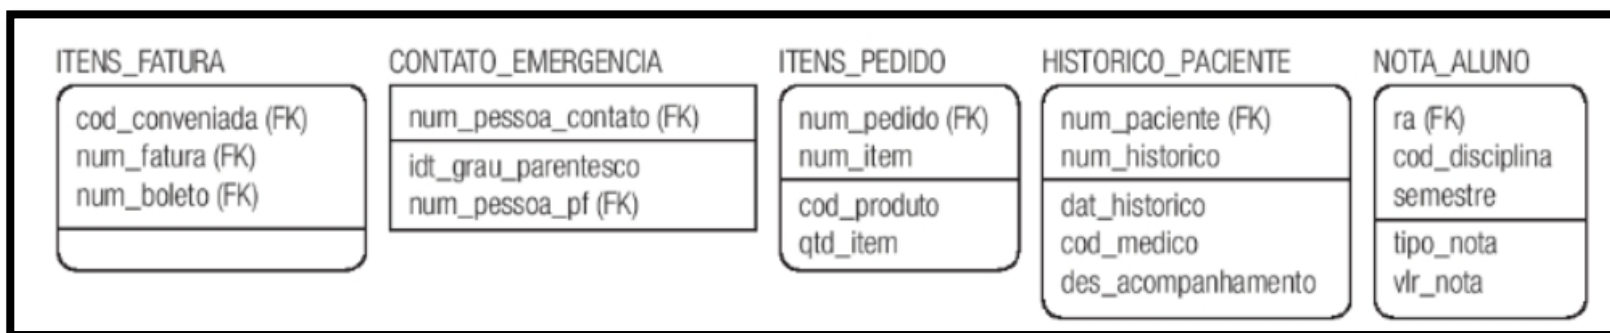 ITENS_FATURA
cod_conveniada (FK)
num_fatura (FK)
num_boleto (FK)
CONTATO_EMERGENCIA
num_pessoa_contato (FK)
idt_grau_parentesco
num_pessoa_pf (FK)
ITENS_PEDIDO
num_pedido (FK)
num_item
cod_produto
qtd_item
HISTORICO_PACIENTE
num_paciente (FK)
num_historico
dat_historico
cod_medico
des_acompanhamento
NOTA_ALUNO
ra (FK)
cod_disciplina
semestre
tipo_nota
vlr_nota